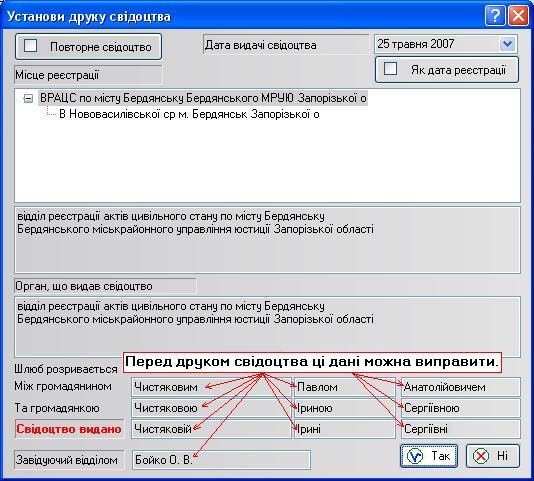 Установи друку свідоцтва
Повторне свідоцтво
Дата видачі свідоцтва
25 травня 2007
Як дата реєстрації
Місце реєстрації
ВРАЦС по місту Бердянську Бердянського МРУЮ Запорізької о
В Нововасилівської ср м. Бердянськ Запорізької о
відділ реєстрації актів цивільного стану по місту Бердянську
Бердянського міськрайонного управління юстиції Запорізької області
Орган, що видав свідоцтво
відділ реєстрації актів цивільного стану по місту Бердянську
Бердянського міськрайонного управління юстиції Запорізької області
Шлюб розривається
Перед друком свідоцтва ці дані можна виправити.
Між громадянином Чистяковим Павлом Анатолійовичем
Та громадянкою Чистяковою Іриною Сергіївною
Свідоцтво видано Чистяковій Ірині Сергіївні
Завідуючий відділом Бойко О. В.
Так
Ні